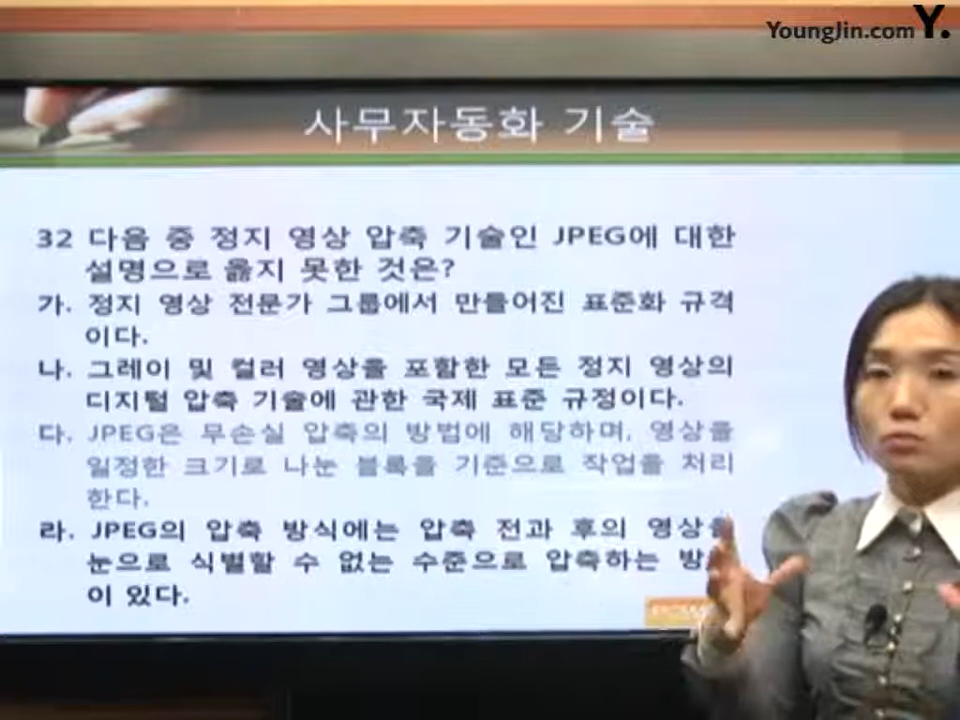 YoungJin.com Y.
사무자동화 기술
32 다음 중 정지 영상 압축 기술인 JPEG에 대한
설명으로 옳지 못한 것은?
가. 정지 영상 전문가 그룹에서 만들어진 표준화 규격
이다.
나. 그레이 및 컬러 영상을 포함한 모든 정지 영상의
디지털 압축 기술에 관한 국제 표준 규정이다.
다. JPEG은 무손실 압축의 방법에 해당하며, 영상을
일정한 크기로 나눈 블록을 기준으로 작업을 처리
한다.
라. JPEG의 압축 방식에는 압축 전과 후의 영상을
눈으로 식별할 수 없는 수준으로 압축하는
이 있다.